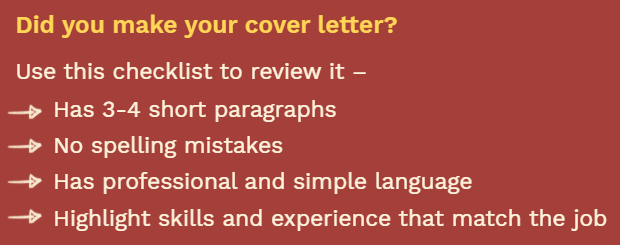 Did you make your cover letter?
Use this checklist to review it –
Has 3-4 short paragraphs
No spelling mistakes
Has professional and simple language
Highlight skills and experience that match the job